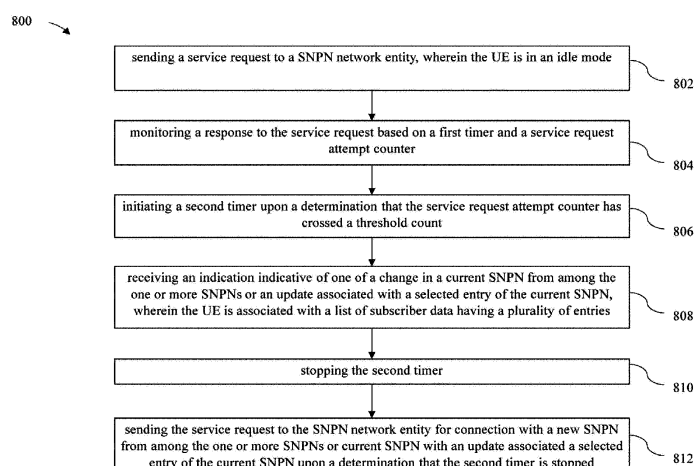 800
sending a service request to a SNPN network entity, wherein the UE is in an idle mode
802
monitoring a response to the service request based on a first timer and a service request
attempt counter
804
initiating a second timer upon a determination that the service request attempt counter has
crossed a threshold count
806
receiving an indication indicative of one of a change in a current SNPN from among the
one or more SNPNs or an update associated with a selected entry of the current SNPN,
wherein the UE is associated with a list of subscriber data having a plurality of entries
808
stopping the second timer
810
sending the service request to the SNPN network entity for connection with a new SNPN
from among the one or more SNPNs or current SNPN with an update associated a selected
entry of the current SNPN upon a determination that the second timer is stopped
812